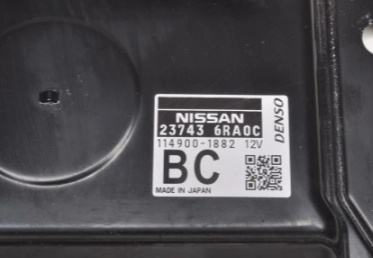 NISSAN
23743 6RA0C
114900-1882 12V
BC
MADE IN JAPAN
DENSO